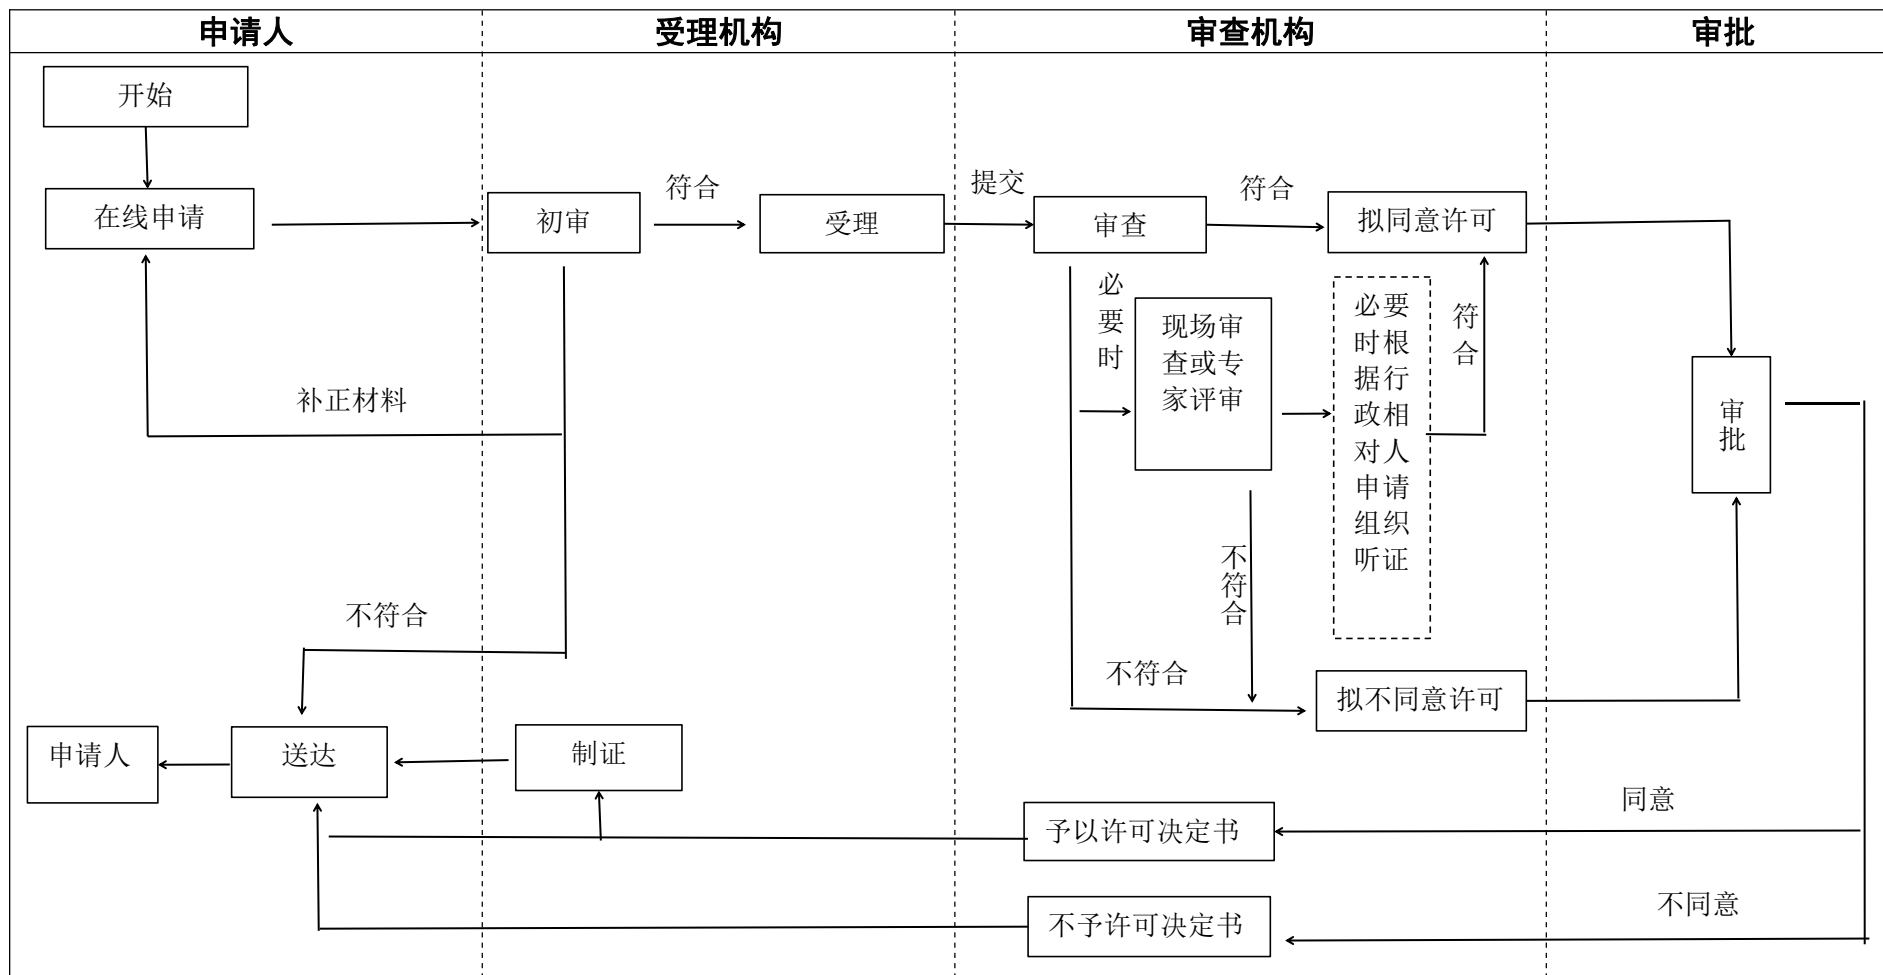 申请人
受理机构
审查机构
审批
开始
在线申请
初审
符合
受理
提交
审查
符合
拟同意许可
必
要
时
现场审
查或专
家评审
必要
时根
据行
政相
对人
申请
组织
听证
符
合
审
批
补正材料
不
符
合
不符合
不符合
拟不同意许可
申请人
送达
制证
同意
予以许可决定书
不同意
不予许可决定书